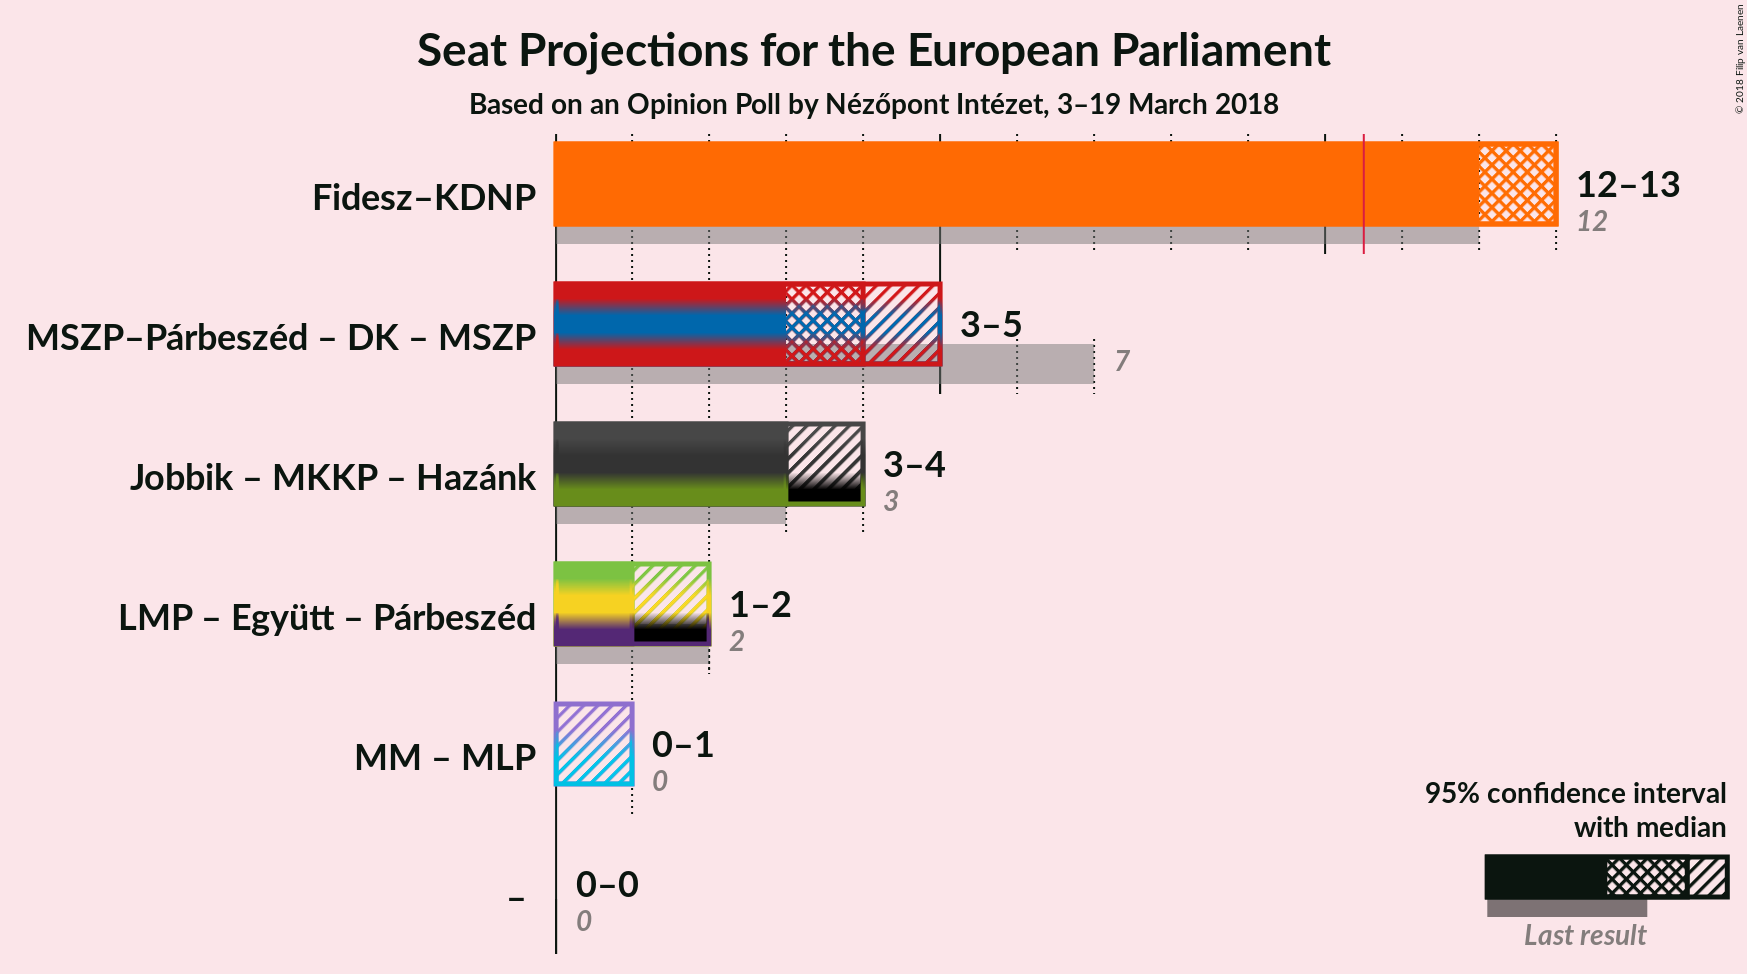 Seat Projections for the European Parliament
Based on an Opinion Poll by Nézőpont Intézet, 3–19 March 2018
© 2018 Filip van Laenen
Fidesz–KDNP
12–13
12
MSZP–Párbeszéd – DK – MSZP
3–5
7
Jobbik – MKKP – Hazánk
3–4
3
LMP – Együtt – Párbeszéd
1–2
2
MM – MLP
0–1
0
–
0–0
0
95% confidence interval
with median
Last result